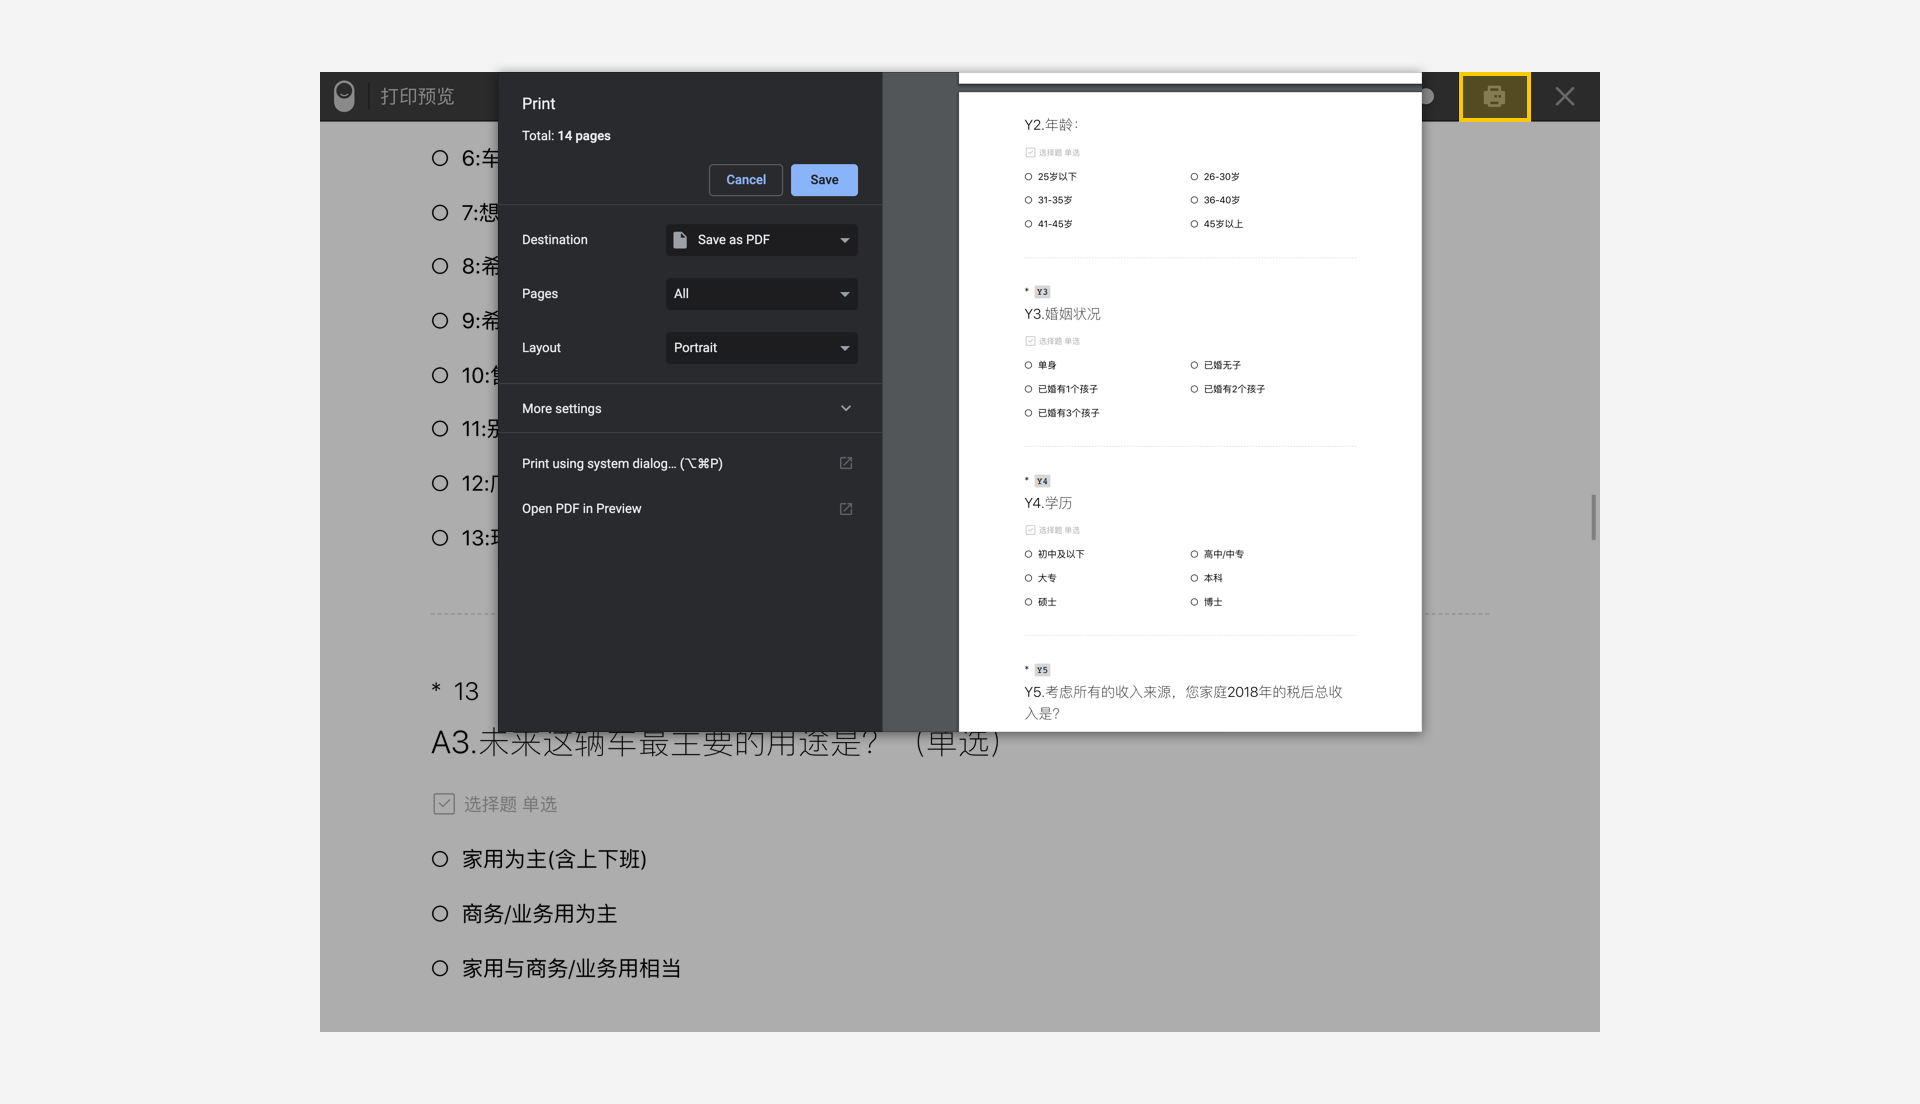 打印预览
Print
Total: 14 pages
Cancel
Save
Destination
Save as PDF
Pages
All
Layout
Portrait
More settings
Print using system dialog... (⌥⌘P)
Open PDF in Preview
Y2.年龄:
选择题 单选
25岁以下
26-30岁
31-35岁
36-40岁
41-45岁
45岁以上
* Y3
Y3.婚姻状况
选择题 单选
单身
已婚无子
已婚有1个孩子
已婚有2个孩子
已婚有3个孩子
* Y4
Y4.学历
选择题 单选
初中及以下
高中/中专
大专
本科
硕士
博士
* Y5
Y5.考虑所有的收入来源，您家庭2018年的税后总收
入是?
6:车
7:想
8:希
9:希
10:
11:别
12:
13:
* 13
A3.未来这辆车最主要的用途是? （单选）
选择题 单选
家用为主(含上下班)
商务/业务用为主
家用与商务/业务用相当